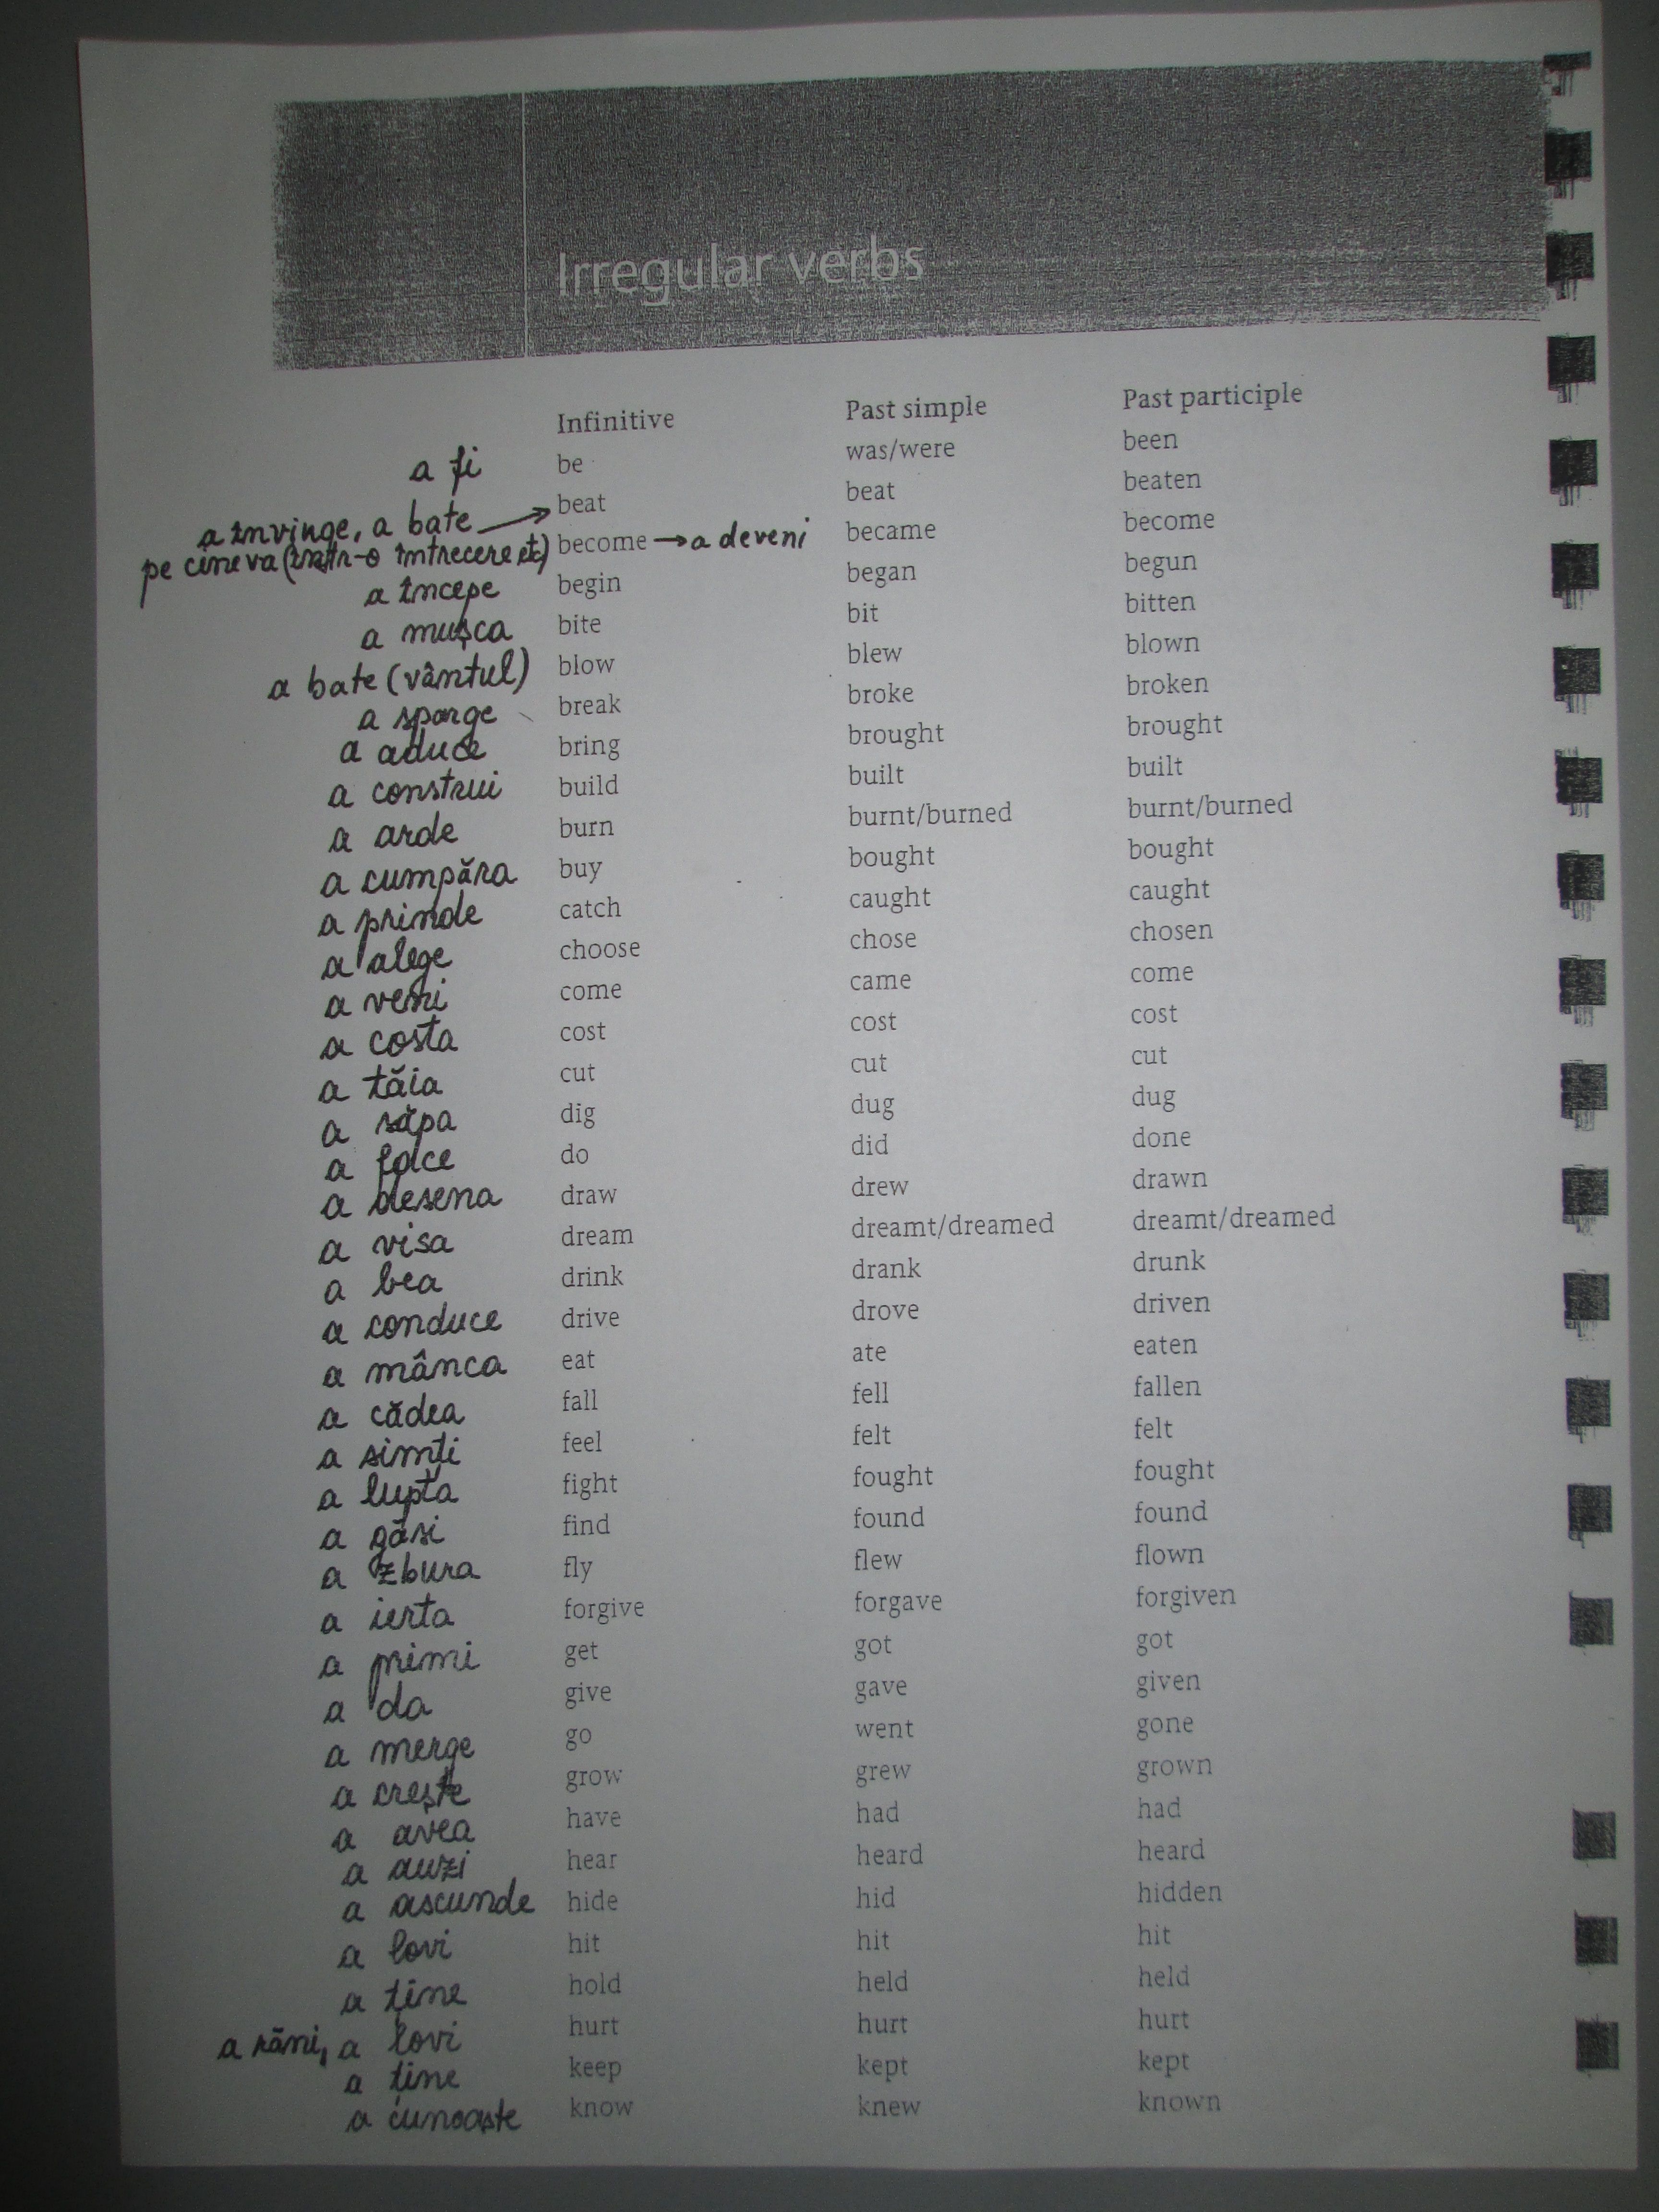 Irregular verbs
Infinitive Past simple Past participle
a fi be was/were been
a învinge, a bate → beat beat beaten
pe cineva (într-o întrecere etc) become → a deveni became become
a începe begin began begun
a mușca bite bit bitten
a bate (vântul) blow blew blown
a sparge break broke broken
a aduce bring brought brought
a construi build built built
a arde burn burnt/burned burnt/burned
a cumpăra buy bought bought
a prinde catch caught caught
a alege choose chose chosen
a veni come came come
a costa cost cost cost
a tăia cut cut cut
a săpa dig dug dug
a face do did done
a desena draw drew drawn
a visa dream dreamt/dreamed dreamt/dreamed
a bea drink drank drunk
a conduce drive drove driven
a mânca eat ate eaten
a cădea fall fell fallen
a simți feel felt felt
a lupta fight fought fought
a găsi find found found
a zbura fly flew flown
a ierta forgive forgave forgiven
a primi get got got
a da give gave given
a merge go went gone
a crește grow grew grown
a avea have had had
a auzi hear heard heard
a ascunde hide hid hidden
a lovi hit hit hit
a ține hold held held
a răni, a lovi hurt hurt hurt
a ține keep kept kept
a cunoaște know knew known